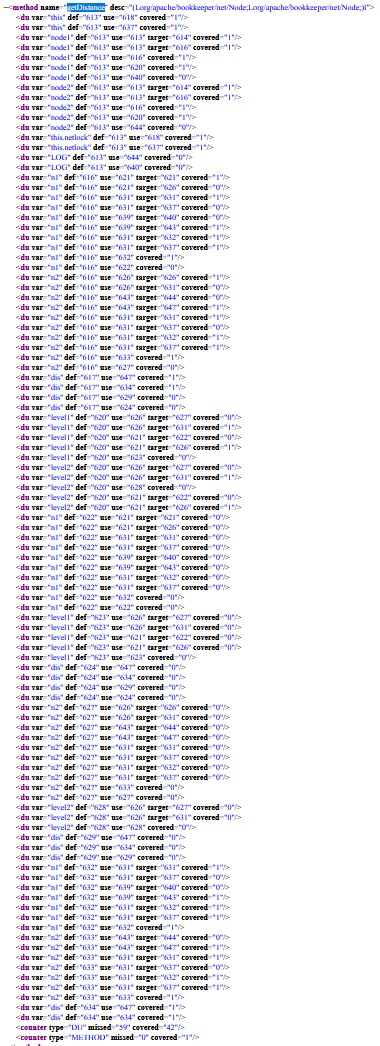 −<method name="getDistance" desc="(Lorg/apache/bookkeeper/net/Node;Lorg/apache/bookkeeper/net/Node;)I">
<du var="this" def="613" use="618" covered="1"/>
<du var="this" def="613" use="637" covered="1"/>
<du var="node1" def="613" use="613" target="614" covered="1"/>
<du var="node1" def="613" use="613" target="616" covered="1"/>
<du var="node1" def="613" use="616" covered="1"/>
<du var="node1" def="613" use="620" covered="1"/>
<du var="node1" def="613" use="640" covered="0"/>
<du var="node2" def="613" use="613" target="614" covered="1"/>
<du var="node2" def="613" use="613" target="616" covered="1"/>
<du var="node2" def="613" use="616" covered="1"/>
<du var="node2" def="613" use="620" covered="1"/>
<du var="node2" def="613" use="644" covered="0"/>
<du var="this.netlock" def="613" use="618" covered="1"/>
<du var="this.netlock" def="613" use="637" covered="1"/>
<du var="LOG" def="613" use="644" covered="0"/>
<du var="LOG" def="613" use="640" covered="0"/>
<du var="n1" def="616" use="621" target="621" covered="1"/>
<du var="n1" def="616" use="621" target="626" covered="0"/>
<du var="n1" def="616" use="631" target="631" covered="1"/>
<du var="n1" def="616" use="631" target="637" covered="0"/>
<du var="n1" def="616" use="639" target="640" covered="0"/>
<du var="n1" def="616" use="639" target="643" covered="1"/>
<du var="n1" def="616" use="631" target="632" covered="1"/>
<du var="n1" def="616" use="631" target="637" covered="1"/>
<du var="n1" def="616" use="632" covered="1"/>
<du var="n1" def="616" use="622" covered="0"/>
<du var="n2" def="616" use="626" target="626" covered="1"/>
<du var="n2" def="616" use="626" target="631" covered="0"/>
<du var="n2" def="616" use="643" target="644" covered="0"/>
<du var="n2" def="616" use="643" target="647" covered="1"/>
<du var="n2" def="616" use="631" target="631" covered="1"/>
<du var="n2" def="616" use="631" target="637" covered="0"/>
<du var="n2" def="616" use="631" target="632" covered="1"/>
<du var="n2" def="616" use="631" target="637" covered="1"/>
<du var="n2" def="616" use="633" covered="1"/>
<du var="n2" def="616" use="627" covered="0"/>
<du var="dis" def="617" use="647" covered="1"/>
<du var="dis" def="617" use="634" covered="1"/>
<du var="dis" def="617" use="629" covered="0"/>
<du var="dis" def="617" use="624" covered="0"/>
<du var="level1" def="620" use="626" target="627" covered="0"/>
<du var="level1" def="620" use="626" target="631" covered="1"/>
<du var="level1" def="620" use="621" target="622" covered="0"/>
<du var="level1" def="620" use="621" target="626" covered="1"/>
<du var="level1" def="620" use="623" covered="0"/>
<du var="level2" def="620" use="626" target="627" covered="0"/>
<du var="level2" def="620" use="626" target="631" covered="1"/>
<du var="level2" def="620" use="628" covered="0"/>
<du var="level2" def="620" use="621" target="622" covered="0"/>
<du var="level2" def="620" use="621" target="626" covered="1"/>
<du var="n1" def="622" use="621" target="621" covered="0"/>
<du var="n1" def="622" use="621" target="626" covered="0"/>
<du var="n1" def="622" use="631" target="631" covered="0"/>
<du var="n1" def="622" use="631" target="637" covered="0"/>
<du var="n1" def="622" use="639" target="640" covered="0"/>
<du var="n1" def="622" use="639" target="643" covered="0"/>
<du var="n1" def="622" use="631" target="632" covered="0"/>
<du var="n1" def="622" use="631" target="637" covered="0"/>
<du var="n1" def="622" use="632" covered="0"/>
<du var="n1" def="622" use="622" covered="0"/>
<du var="level1" def="623" use="626" target="627" covered="0"/>
<du var="level1" def="623" use="626" target="631" covered="0"/>
<du var="level1" def="623" use="621" target="622" covered="0"/>
<du var="level1" def="623" use="621" target="626" covered="0"/>
<du var="level1" def="623" use="623" covered="0"/>
<du var="dis" def="624" use="647" covered="0"/>
<du var="dis" def="624" use="634" covered="0"/>
<du var="dis" def="624" use="629" covered="0"/>
<du var="dis" def="624" use="624" covered="0"/>
<du var="n2" def="627" use="626" target="626" covered="0"/>
<du var="n2" def="627" use="626" target="631" covered="0"/>
<du var="n2" def="627" use="643" target="644" covered="0"/>
<du var="n2" def="627" use="643" target="647" covered="0"/>
<du var="n2" def="627" use="631" target="631" covered="0"/>
<du var="n2" def="627" use="631" target="637" covered="0"/>
<du var="n2" def="627" use="631" target="632" covered="0"/>
<du var="n2" def="627" use="631" target="637" covered="0"/>
<du var="n2" def="627" use="633" covered="0"/>
<du var="n2" def="627" use="627" covered="0"/>
<du var="level2" def="628" use="626" target="627" covered="0"/>
<du var="level2" def="628" use="626" target="631" covered="0"/>
<du var="level2" def="628" use="628" covered="0"/>
<du var="dis" def="629" use="647" covered="0"/>
<du var="dis" def="629" use="634" covered="0"/>
<du var="dis" def="629" use="629" covered="0"/>
<du var="n1" def="632" use="631" target="631" covered="1"/>
<du var="n1" def="632" use="631" target="637" covered="0"/>
<du var="n1" def="632" use="639" target="640" covered="0"/>
<du var="n1" def="632" use="639" target="643" covered="1"/>
<du var="n1" def="632" use="631" target="632" covered="1"/>
<du var="n1" def="632" use="631" target="637" covered="1"/>
<du var="n1" def="632" use="632" covered="1"/>
<du var="n2" def="633" use="643" target="644" covered="0"/>
<du var="n2" def="633" use="643" target="647" covered="1"/>
<du var="n2" def="633" use="631" target="631" covered="1"/>
<du var="n2" def="633" use="631" target="637" covered="0"/>
<du var="n2" def="633" use="631" target="632" covered="1"/>
<du var="n2" def="633" use="631" target="637" covered="1"/>
<du var="n2" def="633" use="633" covered="1"/>
<du var="dis" def="634" use="647" covered="1"/>
<du var="dis" def="634" use="634" covered="1"/>
<counter type="DU" missed="59" covered="42"/>
<counter type="METHOD" missed="0" covered="1"/>